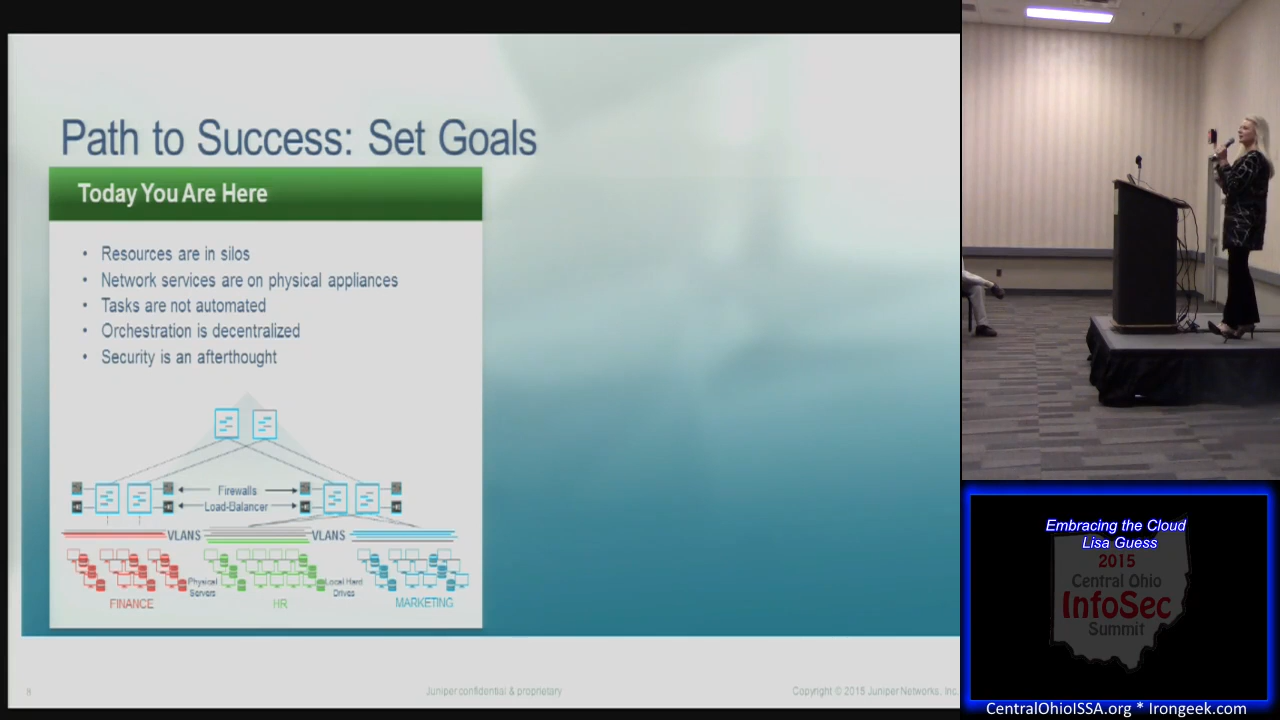 Path to Success: Set Goals
Today You Are Here
• Resources are in silos
• Network services are on physical appliances
• Tasks are not automated
• Orchestration is decentralized
• Security is an afterthought
Firewalls
Load-Balancer
VLANS
VLANS
Physical
Servers
Local Hard
Drives
FINANCE
HR
MARKETING
8
Juniper confidential & proprietary
Copyright © 2015 Juniper Networks, Inc.
Embracing the Cloud
Lisa Guess
2015
Central Ohio
InfoSec
Summit
CentralOhioISSA.org * Irongeek.com